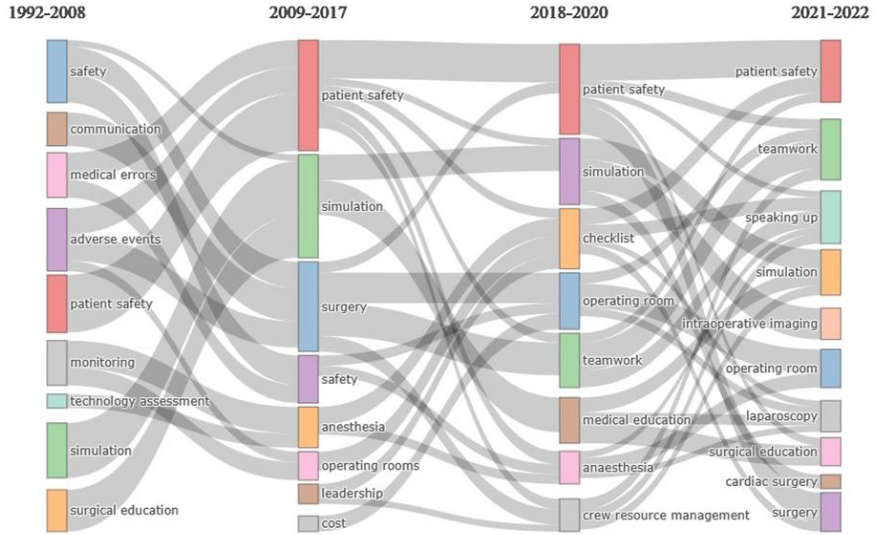 1992-2008
2009-2017
2018-2020
2021-2022
safety
communication
medical errors
adverse events
patient safety
monitoring
technology assessment
simulation
surgical education
patient safety
simulation
surgery
safety
anesthesia
operating rooms
leadership
cost
patient safety
simulation
checklist
operating room
teamwork
medical education
anaesthesia
crew resource management
patient safety
teamwork
speaking up
simulation
intraoperative imaging
operating room
laparoscopy
surgical education
cardiac surgery
surgery